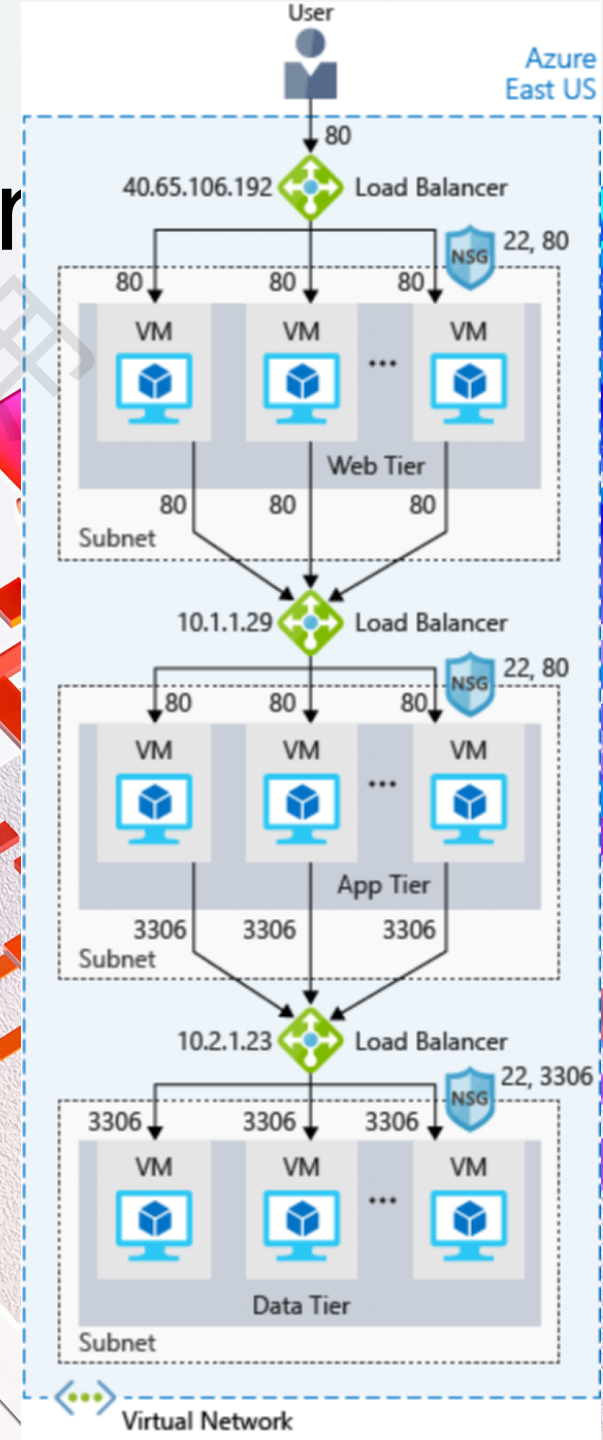 User
Azure
East US
80
40.65.106.192 Load Balancer
NSG 22, 80
80 80 80
VM VM VM
...
Web Tier
80 80 80
Subnet
10.1.1.29 Load Balancer
NSG 22, 80
80 80 80
VM VM VM
...
App Tier
3306 3306 3306
Subnet
10.2.1.23 Load Balancer
NSG 22, 3306
3306 3306 3306
VM VM VM
...
Data Tier
Subnet
Virtual Network